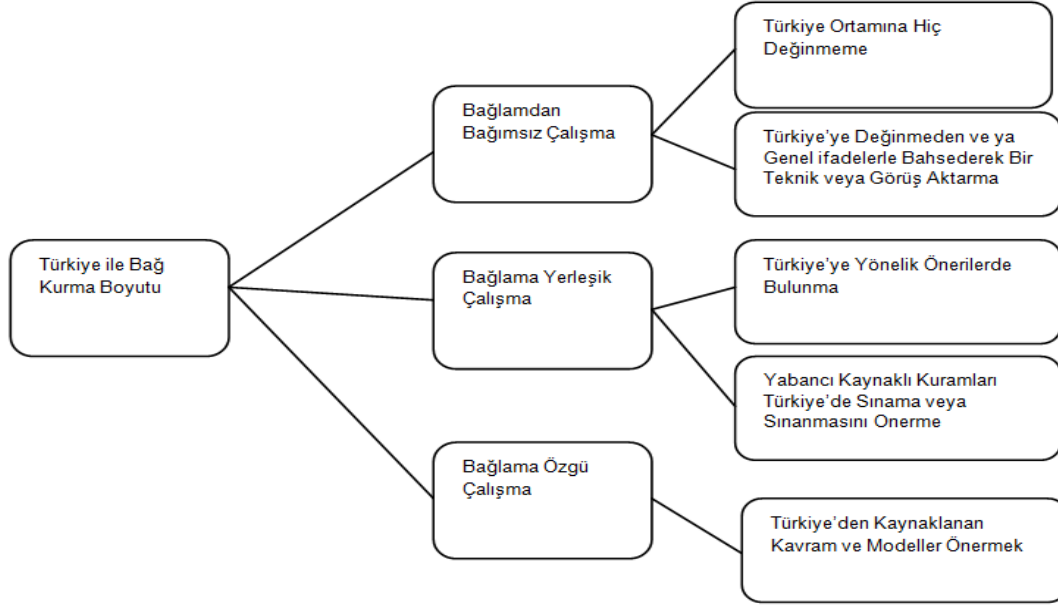 Türkiye ile Bağ
Kurma Boyutu
Bağlamdan
Bağımsız Çalışma
Türkiye Ortamına Hiç
Değinmeme
Türkiye'ye Değinmeden ve ya
Genel ifadelerle Bahsederek Bir
Teknik veya Görüş Aktarma
Bağlama Yerleşik
Çalışma
Türkiye'ye Yönelik Önerilerde
Bulunma
Yabancı Kaynaklı Kuramları
Türkiye'de Sınama veya
Sınanmasını Önerme
Bağlama Özgü
Çalışma
Türkiye'den Kaynaklanan
Kavram ve Modeller Önermek